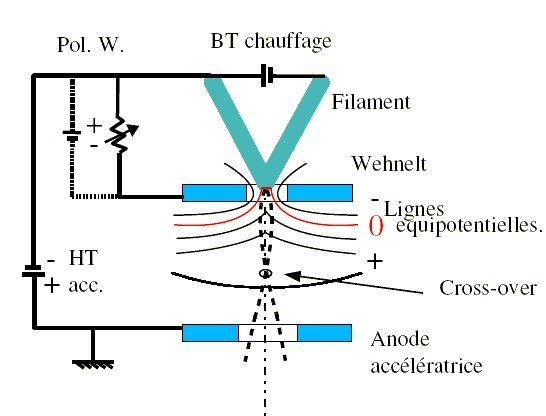 BT chauffage
Pol. W.
Filament
+
-
Wehnelt
-
Lignes
0 équipotentielles.
+
- HT
+ acc.
Cross-over
Anode
accélératrice